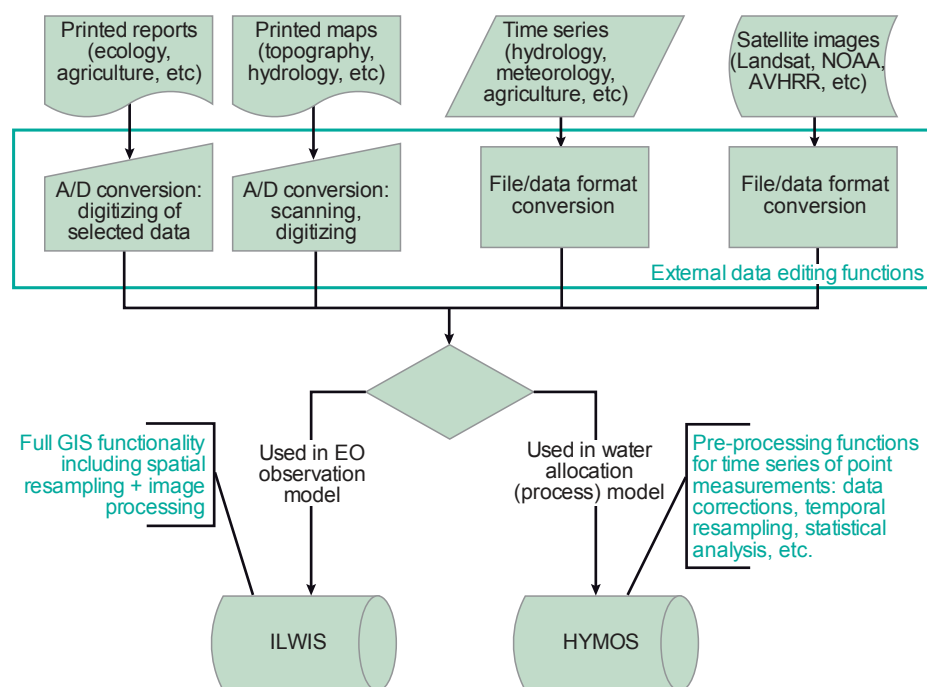 Printed reports
(ecology,
agriculture, etc)
Printed maps
(topography,
hydrology, etc)
Time series
(hydrology,
meteorology,
agriculture, etc)
Satellite images
(Landsat, NOAA,
AVHRR, etc)
A/D conversion:
digitizing of
selected data
A/D conversion:
scanning,
digitizing
File/data format
conversion
File/data format
conversion
External data editing functions
Full GIS functionality
including spatial
resampling + image
processing
Used in EO
observation
model
Used in water
allocation
(process) model
Pre-processing functions
for time series of point
measurements: data
corrections, temporal
resampling, statistical
analysis, etc.
ILWIS
HYMOS